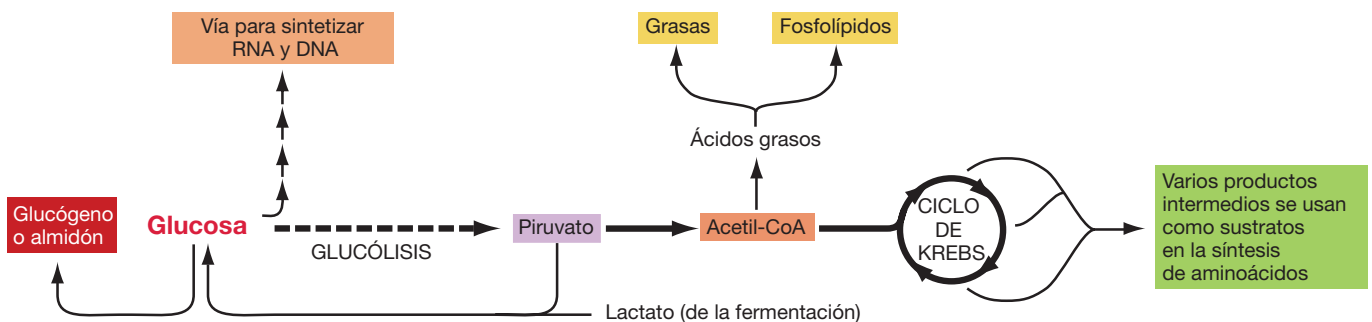 Vía para sintetizar
RNA y DNA
Grasas
Fosfolípidos
Ácidos grasos
Glucógeno
o almidón
Glucosa
GLUCÓLISIS
Piruvato
Acetil-CoA
CICLO
DE
KREBS
Varios productos
intermedios se usan
como sustratos
en la síntesis
de aminoácidos
Lactato (de la fermentación)